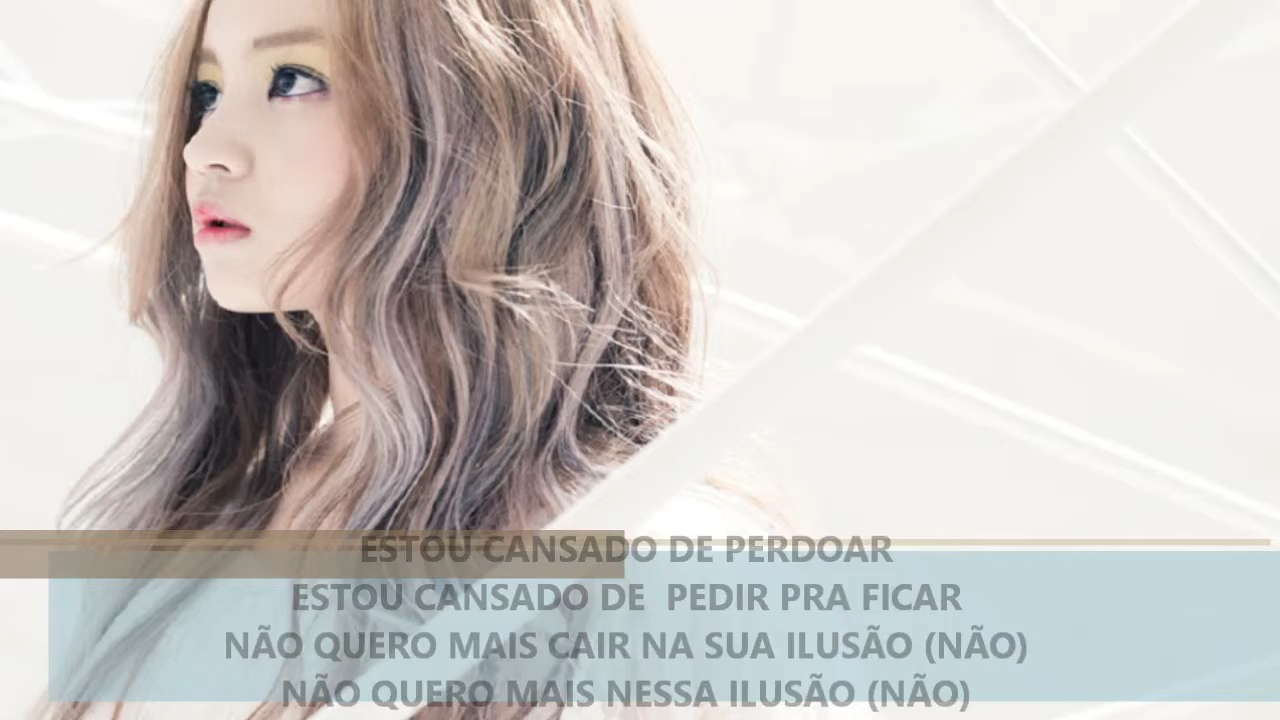 ESTOU CANSADO DE PERDOAR
ESTOU CANSADO DE  PEDIR PRA FICAR
NÃO QUERO MAIS CAIR NA SUA ILUSÃO (NÃO)
NÃO QUERO MAIS NESSA ILUSÃO (NÃO)